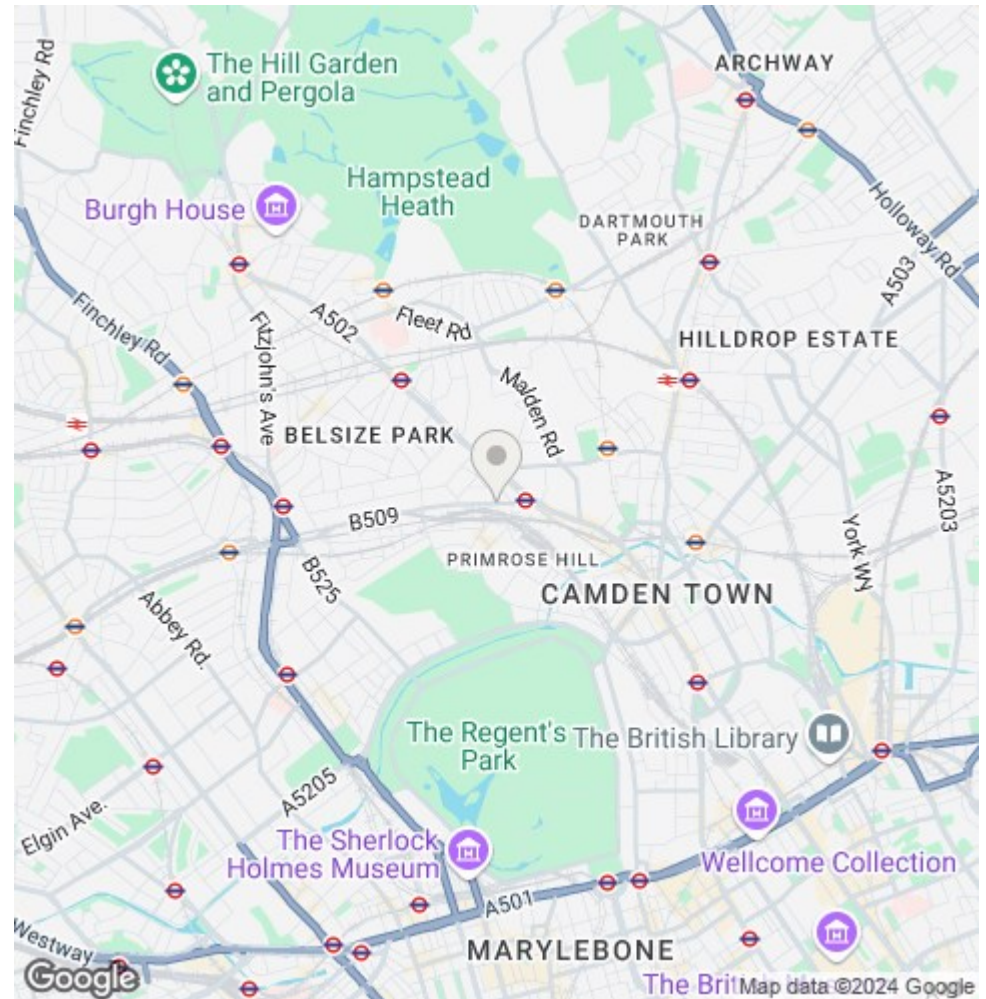 Finchley Rd
The Hill Garden
and Pergola
ARCHWAY
Burgh House
Hampstead
Heath
DARTMOUTH
PARK
Holloway Rd
A503
Finchley Rd
Fitzjohn's Ave
A502
Fleet Rd
HILLDROP ESTATE
Malden Rd
BELSIZE PARK
A5203
B509
York Wy
PRIMROSE HILL
B525
CAMDEN TOWN
Abbey Rd.
The Regent's
Park
The British Library
A5205
Elgin Ave.
The Sherlock
Holmes Museum
Wellcome Collection
A501
Westway
MARYLEBONE
Google
The Brit
Map data ©2024 Google